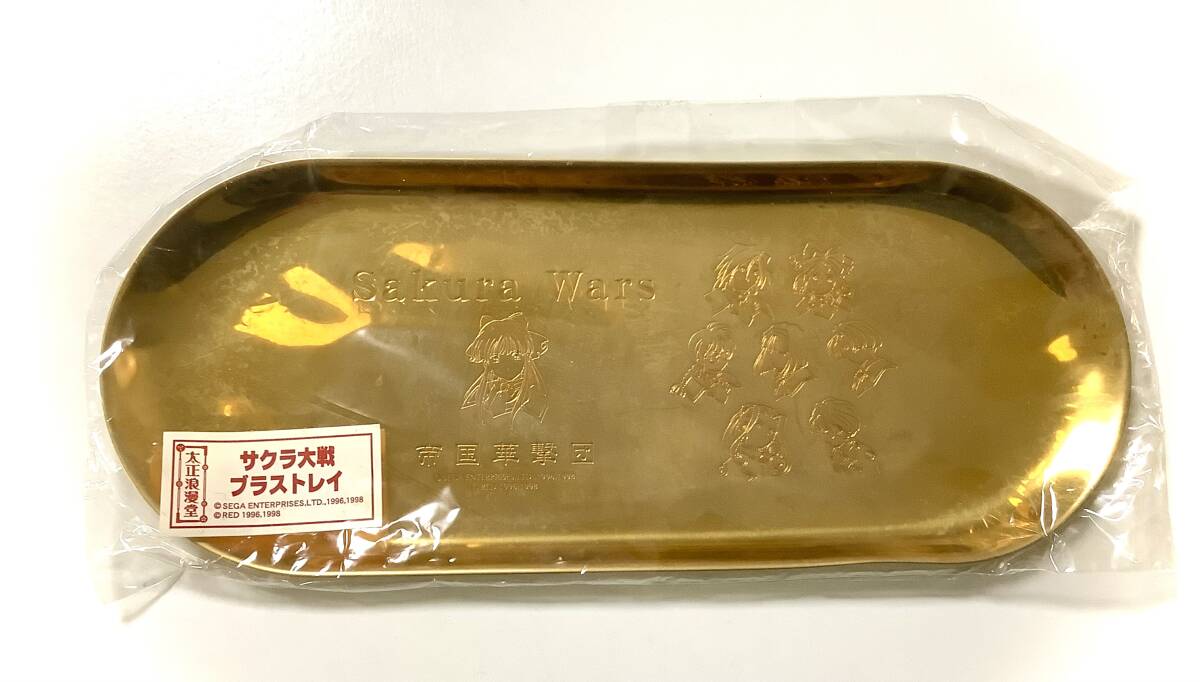 Sakura Wars
帝国華撃団
太正浪漫堂
サクラ大戦
ブラストレイ
©SEGA ENTERPRISES,LTD.,1996,1998
©RED 1996,1998